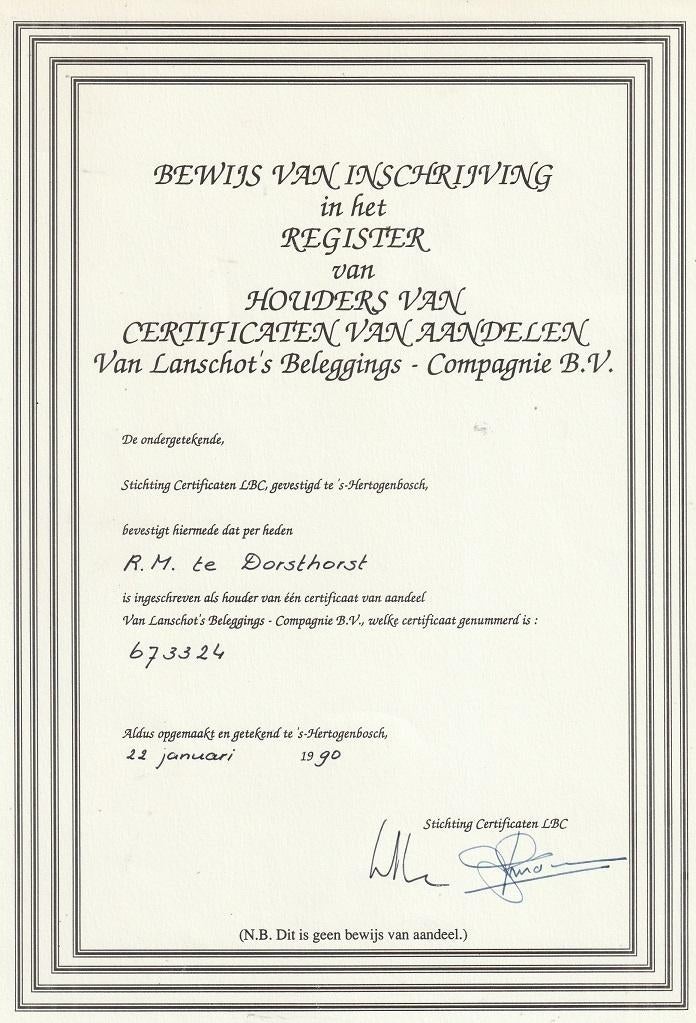 BEWIJS VAN INSCHRIJVING
in het
REGISTER
van
HOUDERS VAN
CERTIFICATEN VAN AANDELEN
Van Lanschot's Beleggings - Compagnie B.V.
De ondergetekende,
Stichting Certificaten LBC, gevestigd te 's-Hertogenbosch,
bevestigt hiermede dat per heden
R.M. te Dorsthorst
is ingeschreven als houder van één certificaat van aandeel
Van Lanschot's Beleggings - Compagnie B.V., welke certificaat genummerd is :
673324
Aldus opgemaakt en getekend te 's-Hertogenbosch,
22 januari 1990
Stichting Certificaten LBC
(N.B. Dit is geen bewijs van aandeel.)